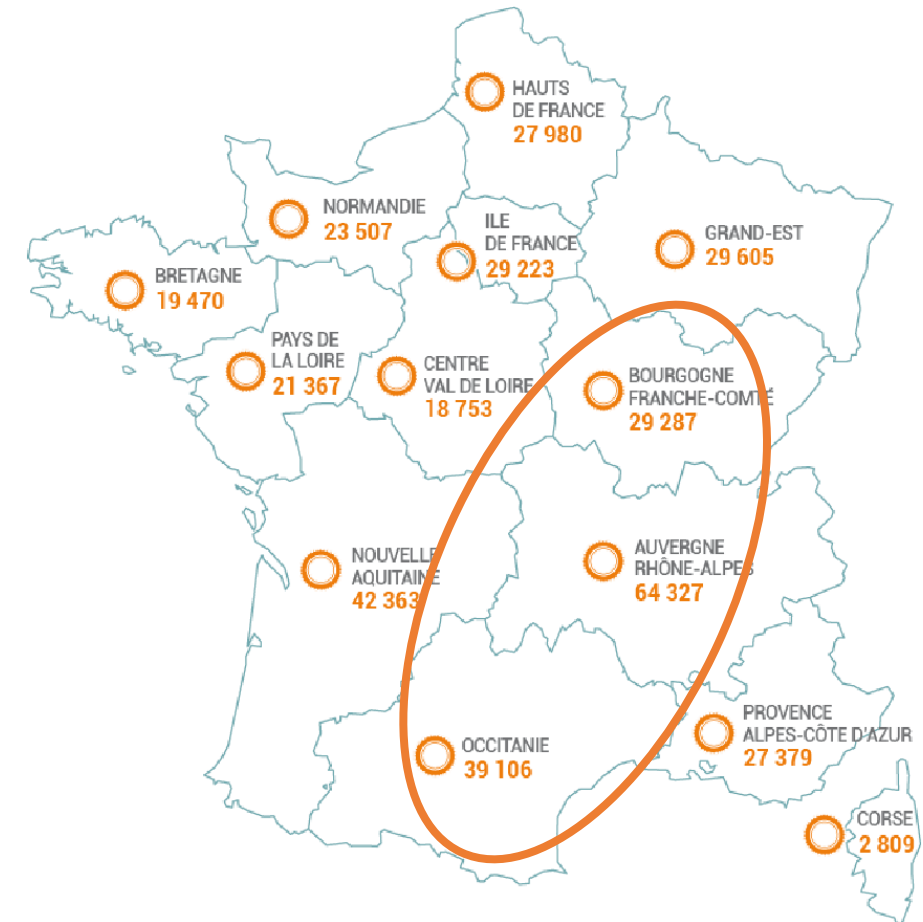 HAUTS
DE FRANCE
27 980
NORMANDIE
23 507
ILE
DE FRANCE
29 223
GRAND-EST
29 605
BRETAGNE
19 470
PAYS DE
LA LOIRE
21 367
CENTRE
VAL DE LOIRE
18 753
BOURGOGNE
FRANCHE-COMTÉ
29 287
NOUVELLE
AQUITAINE
42 363
AUVERGNE
RHÔNE-ALPES
64 327
OCCITANIE
39 106
PROVENCE
ALPES-CÔTE D'AZUR
27 379
CORSE
2 809